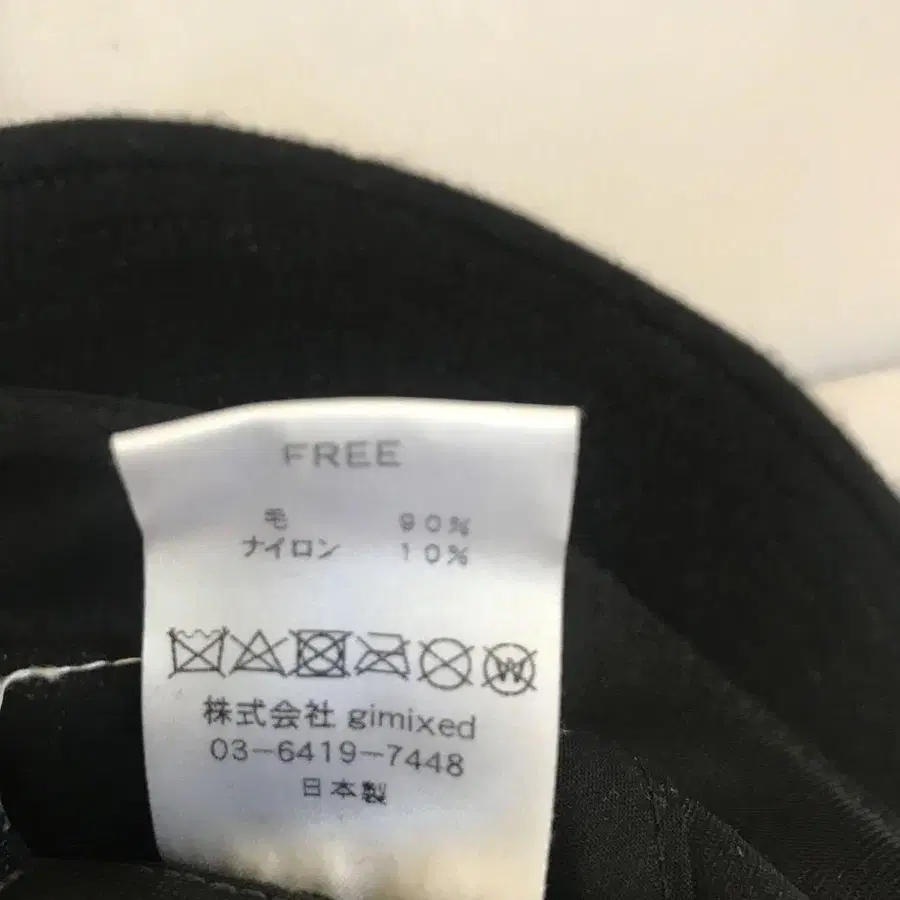 FREE
毛 90%
ナイロン 10%
W
株式会社 gimixed
03-6419-7448
日本製